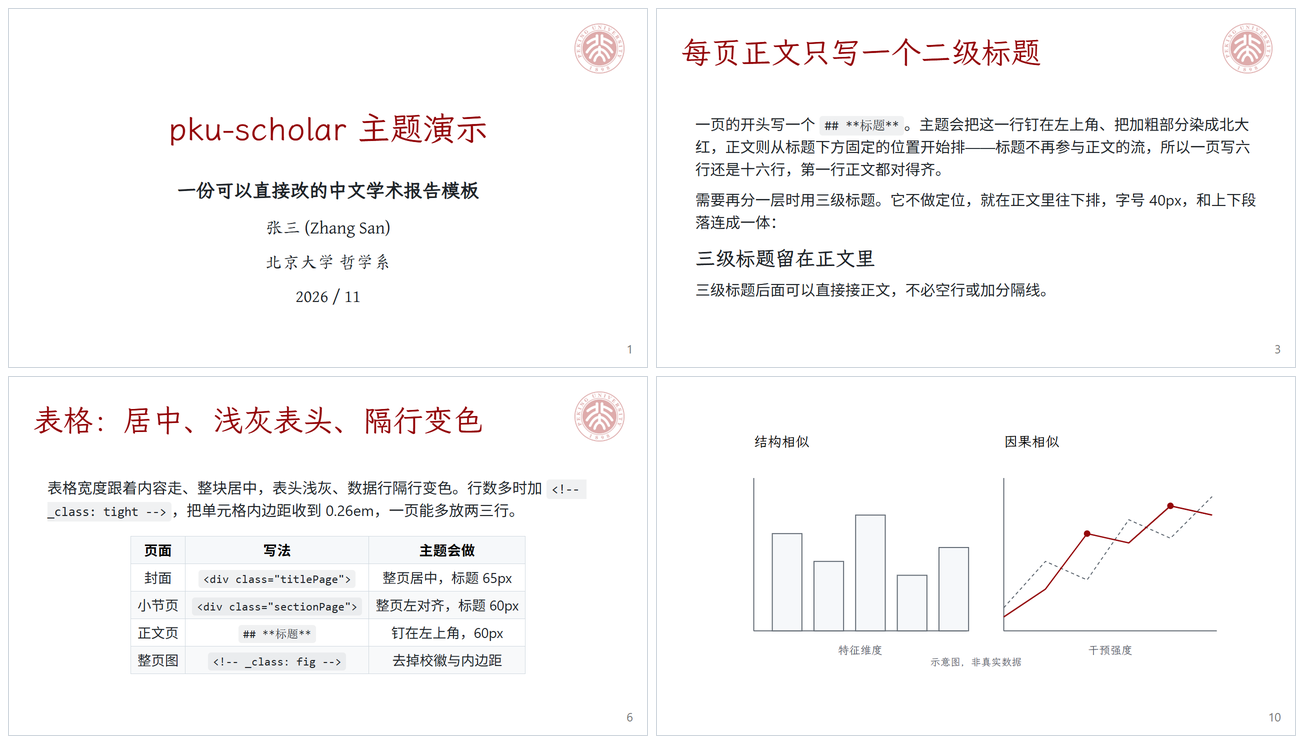 PEKING UNIVERSITY
1898
pku-scholar 主题演示
一份可以直接改的中文学术报告模板
张三 (Zhang San)
北京大学 哲学系
2026 / 11
1
每页正文只写一个二级标题
PEKING UNIVERSITY
1898
一页的开头写一个 ## **标题** 。主题会把这一行钉在左上角、把加粗部分染成北大
红，正文则从标题下方固定的位置开始排——标题不再参与正文的流，所以一页写六
行还是十六行，第一行正文都对得齐。
需要再分一层时用三级标题。它不做定位，就在正文里往下排，字号 40px，和上下段
落连成一体：
三级标题留在正文里
三级标题后面可以直接接正文，不必空行或加分隔线。
3
表格：居中、浅灰表头、隔行变色
PEKING UNIVERSITY
1898
表格宽度跟着内容走、整块居中，表头浅灰、数据行隔行变色。行数多时加 <!--
_class: tight --> ，把单元格内边距收到 0.26em，一页能多放两三行。
页面 写法 主题会做
封面 <div class="titlePage"> 整页居中，标题 65px
小节页 <div class="sectionPage"> 整页左对齐，标题 60px
正文页 ## **标题** 钉在左上角，60px
整页图 <!-- _class: fig --> 去掉校徽与内边距
6
结构相似 因果相似
特征维度 干预强度
示意图，非真实数据
10